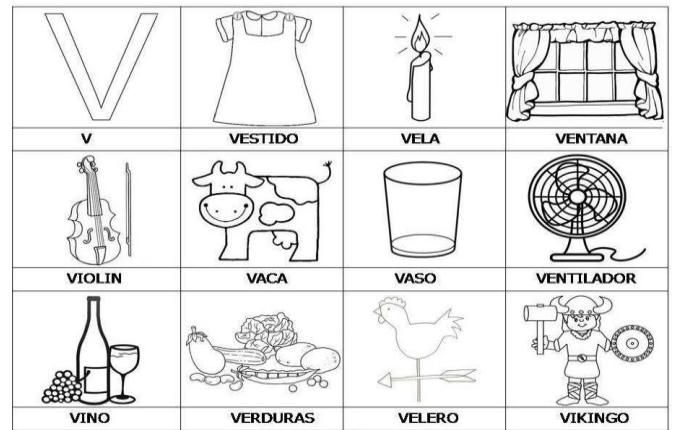 V
VESTIDO
VELA
VENTANA
VIOLIN
VACA
VASO
VENTILADOR
VINO
VERDURAS
VELERO
VIKINGO